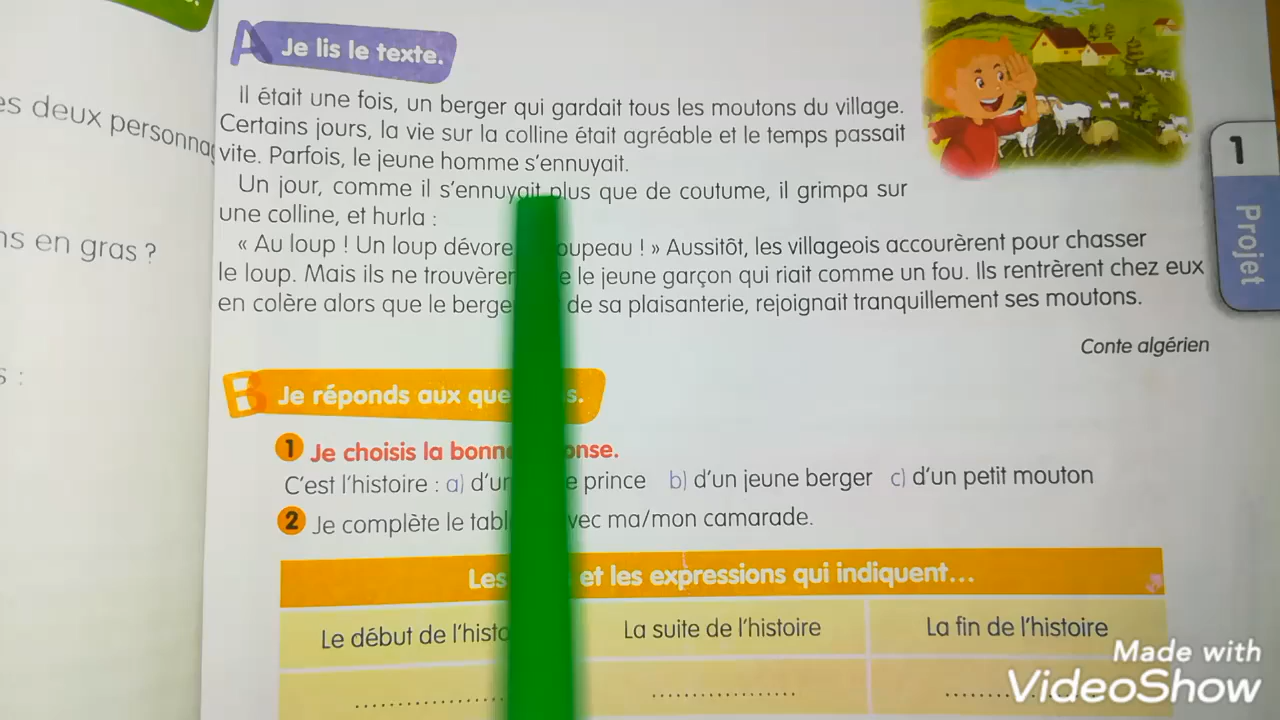 A Je lis le texte.
Il était une fois, un berger qui gardait tous les moutons du village.
es deux personna
Certains jours, la vie sur la colline était agréable et le temps passait
vite. Parfois, le jeune homme s'ennuyait.
Un jour, comme il s'ennuyait plus que de coutume, il grimpa sur
une colline, et hurla :
ns en gras ?
« Au loup ! Un loup dévore oupeau ! » Aussitôt, les villageois accourèrent pour chasser
le loup. Mais ils ne trouvèren e le jeune garçon qui riait comme un fou. Ils rentrèrent chez eux
en colère alors que le berge de sa plaisanterie, rejoignait tranquillement ses moutons.
Conte algérien
s :
1
Projet
B Je réponds aux que s.
1 Je choisis la bonn onse.
C'est l'histoire : a) d'un e prince b) d'un jeune berger c) d'un petit mouton
2 Je complète le tabl vec ma/mon camarade.
Les et les expressions qui indiquent...
Le début de l'histo
La suite de l'histoire
La fin de l'histoire
Made with
VideoShow